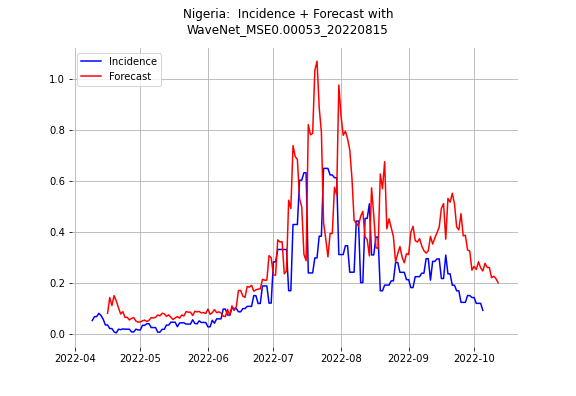 Nigeria:  Incidence + Forecast with
WaveNet_MSE0.00053_20220815
Incidence
Forecast
1.0
0.8
0.6
0.4
0.2
0.0
2022-04 2022-05 2022-06 2022-07 2022-08 2022-09 2022-10